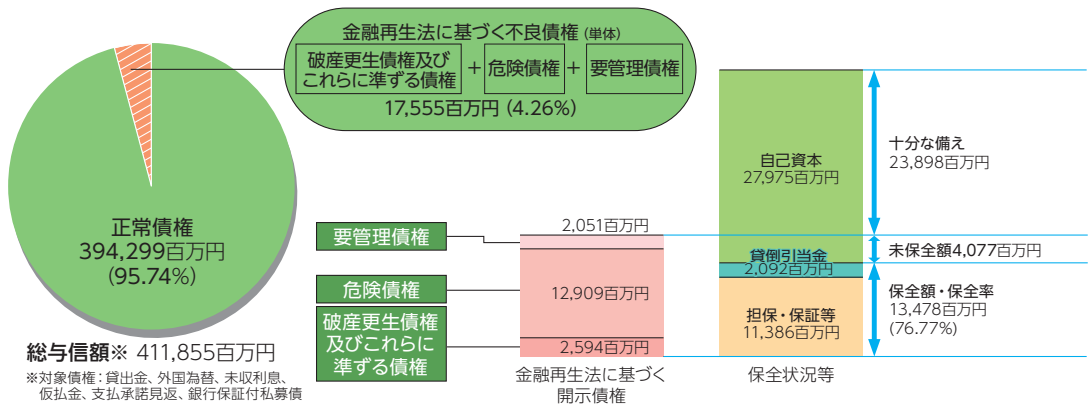 金融再生法に基づく不良債権 (単体)
破産更生債権及び
これらに準ずる債権
+
危険債権
+
要管理債権
17,555百万円 (4.26%)
正常債権
394,299百万円
(95.74%)
総与信額※ 411,855百万円
※対象債権：貸出金、外国為替、未収利息、
仮払金、支払承諾見返、銀行保証付私募債
要管理債権
危険債権
破産更生債権
及びこれらに
準ずる債権
2,051百万円
12,909百万円
2,594百万円
金融再生法に基づく
開示債権
自己資本
27,975百万円
貸倒引当金
2,092百万円
担保・保証等
11,386百万円
保全状況等
十分な備え
23,898百万円
未保全額4,077百万円
保全額・保全率
13,478百万円
(76.77%)